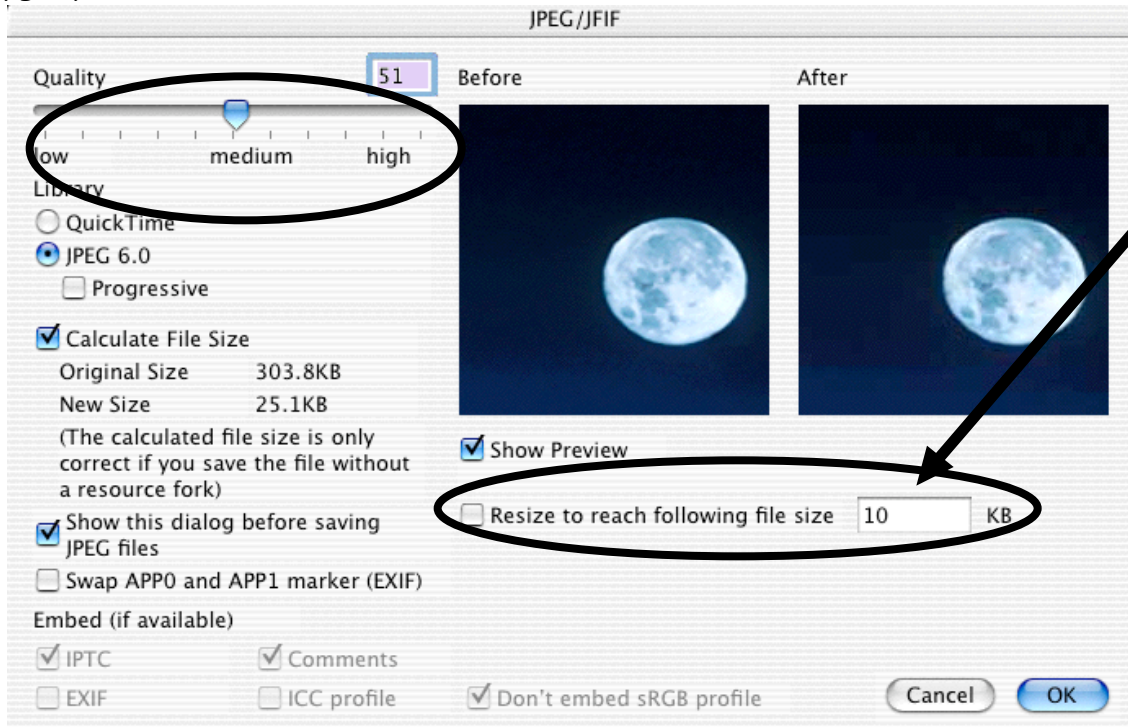 JPEG/JFIF
Quality 51
low medium high
Library
QuickTime
JPEG 6.0
Progressive
Calculate File Size
Original Size 303.8KB
New Size 25.1KB
(The calculated file size is only
correct if you save the file without
a resource fork)
Show this dialog before saving
JPEG files
Swap APP0 and APP1 marker (EXIF)
Embed (if available)
IPTC Comments
EXIF ICC profile
Before After
Show Preview
Resize to reach following file size 10 KB
Don't embed sRGB profile
Cancel OK